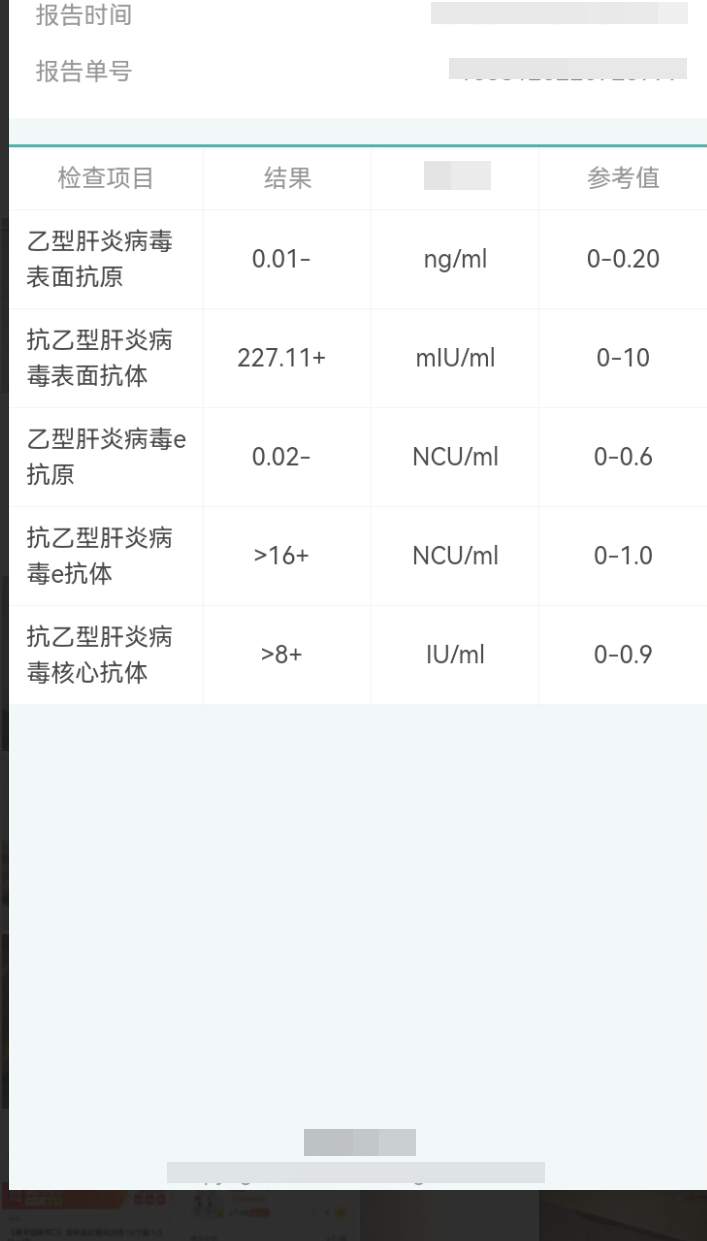 报告时间
报告单号
检查项目 结果 参考值
乙型肝炎病毒
表面抗原 0.01- ng/ml 0-0.20
抗乙型肝炎病
毒表面抗体 227.11+ mIU/ml 0-10
乙型肝炎病毒e
抗原 0.02- NCU/ml 0-0.6
抗乙型肝炎病
毒e抗体 >16+ NCU/ml 0-1.0
抗乙型肝炎病
毒核心抗体 >8+ IU/ml 0-0.9